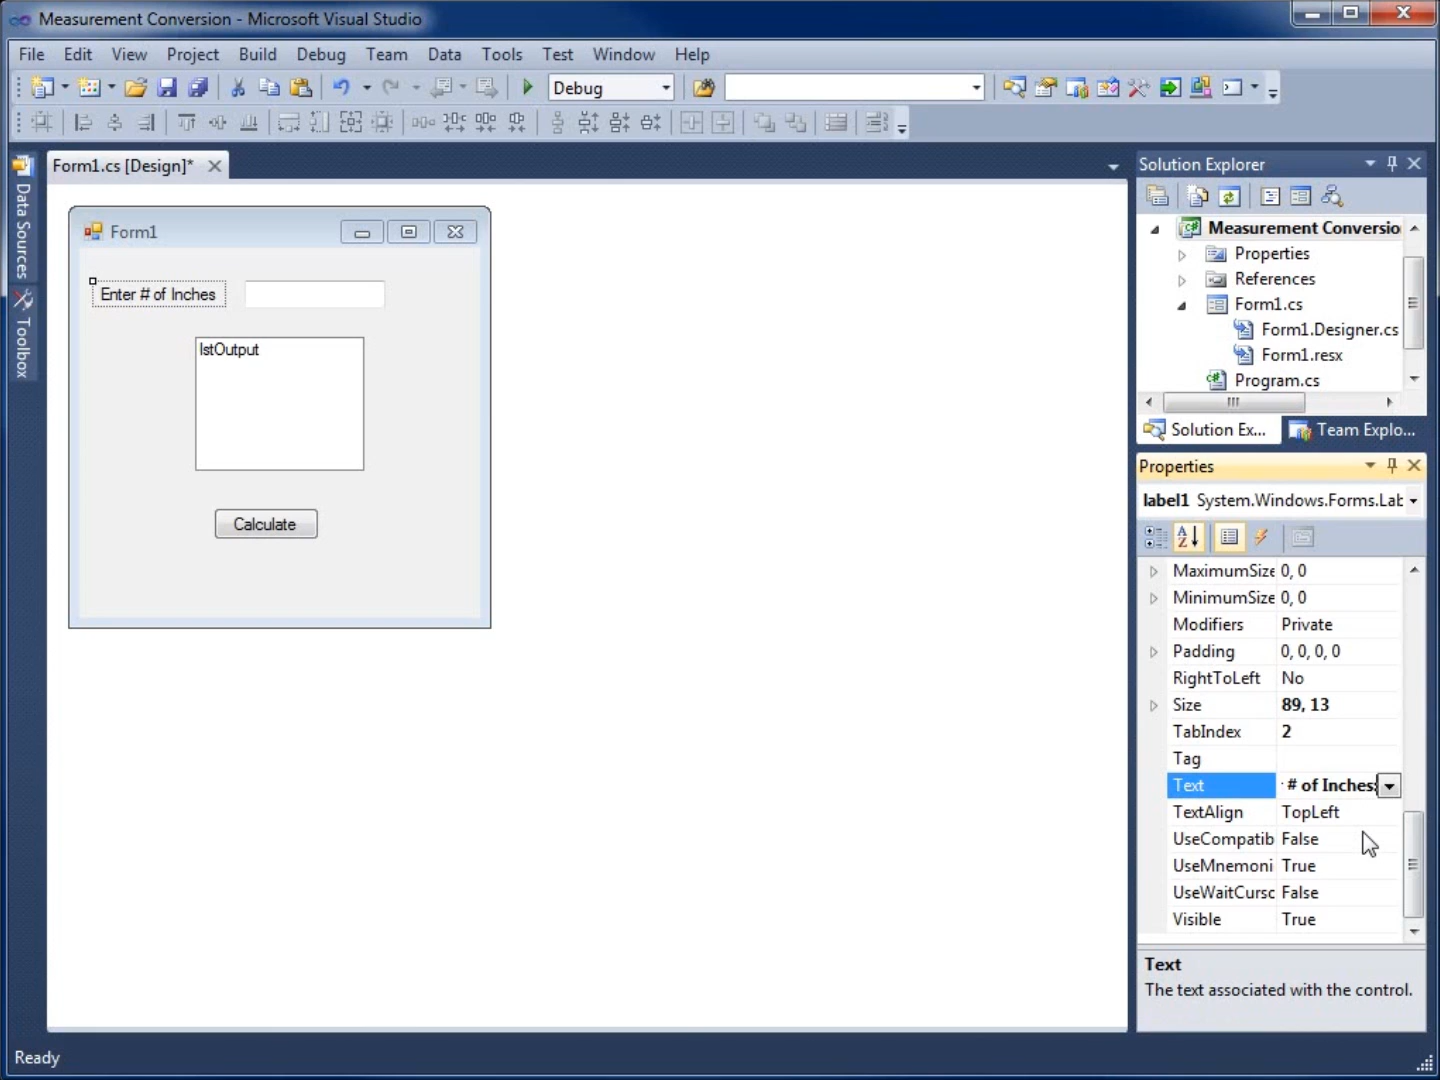 Measurement Conversion - Microsoft Visual Studio
File Edit View Project Build Debug Team Data Tools Test Window Help
Debug
Data Sources
Toolbox
Form1.cs [Design]*
Form1
Enter # of Inches
lstOutput
Calculate
Solution Explorer
Measurement Conversio
Properties
References
Form1.cs
Form1.Designer.cs
Form1.resx
Program.cs
Solution Ex... Team Explo...
Properties
label1 System.Windows.Forms.Lab
MaximumSize 0, 0
MinimumSize 0, 0
Modifiers Private
Padding 0, 0, 0, 0
RightToLeft No
Size 89, 13
TabIndex 2
Tag
Text # of Inches:
TextAlign TopLeft
UseCompatib False
UseMnemoni True
UseWaitCurso False
Visible True
Text
The text associated with the control.
Ready